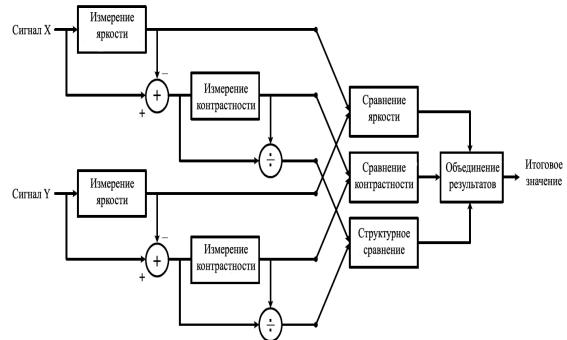 Сигнал X
Измерение
яркости
−
+
+
Измерение
контрастности
÷
Сравнение
яркости
Сравнение
контрастности
Структурное
сравнение
Объединение
результатов
Итоговое
значение
Сигнал Y
Измерение
яркости
−
+
+
Измерение
контрастности
÷